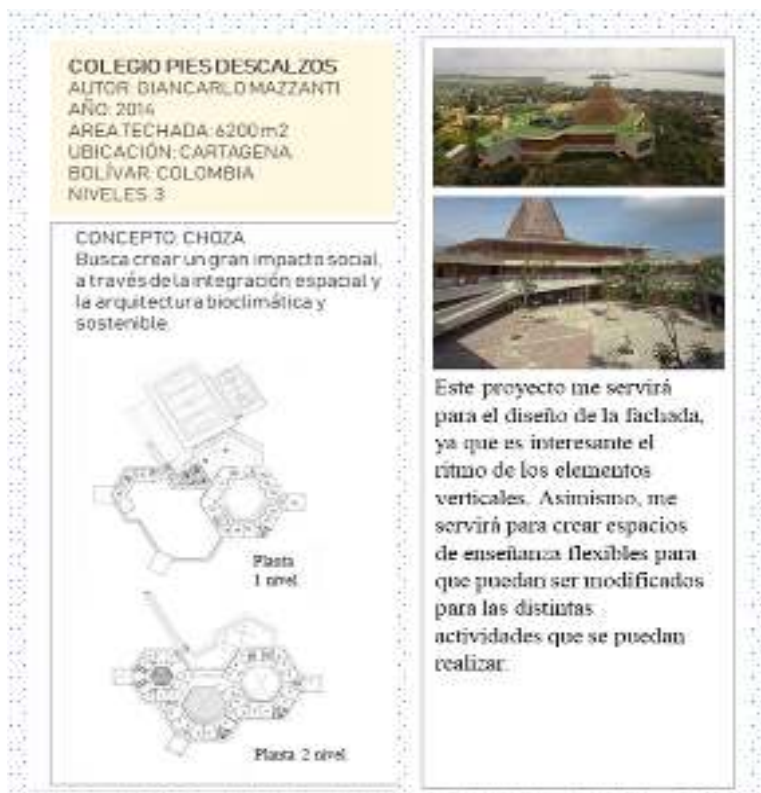 COLEGIO PIES DESCALZOS
AUTOR: GIANCARLO MAZZANTI
AÑO: 2014
AREA TECHADA: 6200m2
UBICACIÓN: CARTAGENA,
BOLÍVAR COLOMBIA
NIVELES: 3
CONCEPTO: CHOZA
Busca crear un gran impacto social,
a través de la integración espacial y
la arquitectura bioclimática y
sostenible.
Planta
1 nivel
Planta 2 nivel
Este proyecto me servirá
para el diseño de la fachada,
ya que es interesante el
ritmo de los elementos
verticales. Asimismo, me
servirá para crear espacios
de enseñanza flexibles para
que puedan ser modificados
para las distintas
actividades que se puedan
realizar.